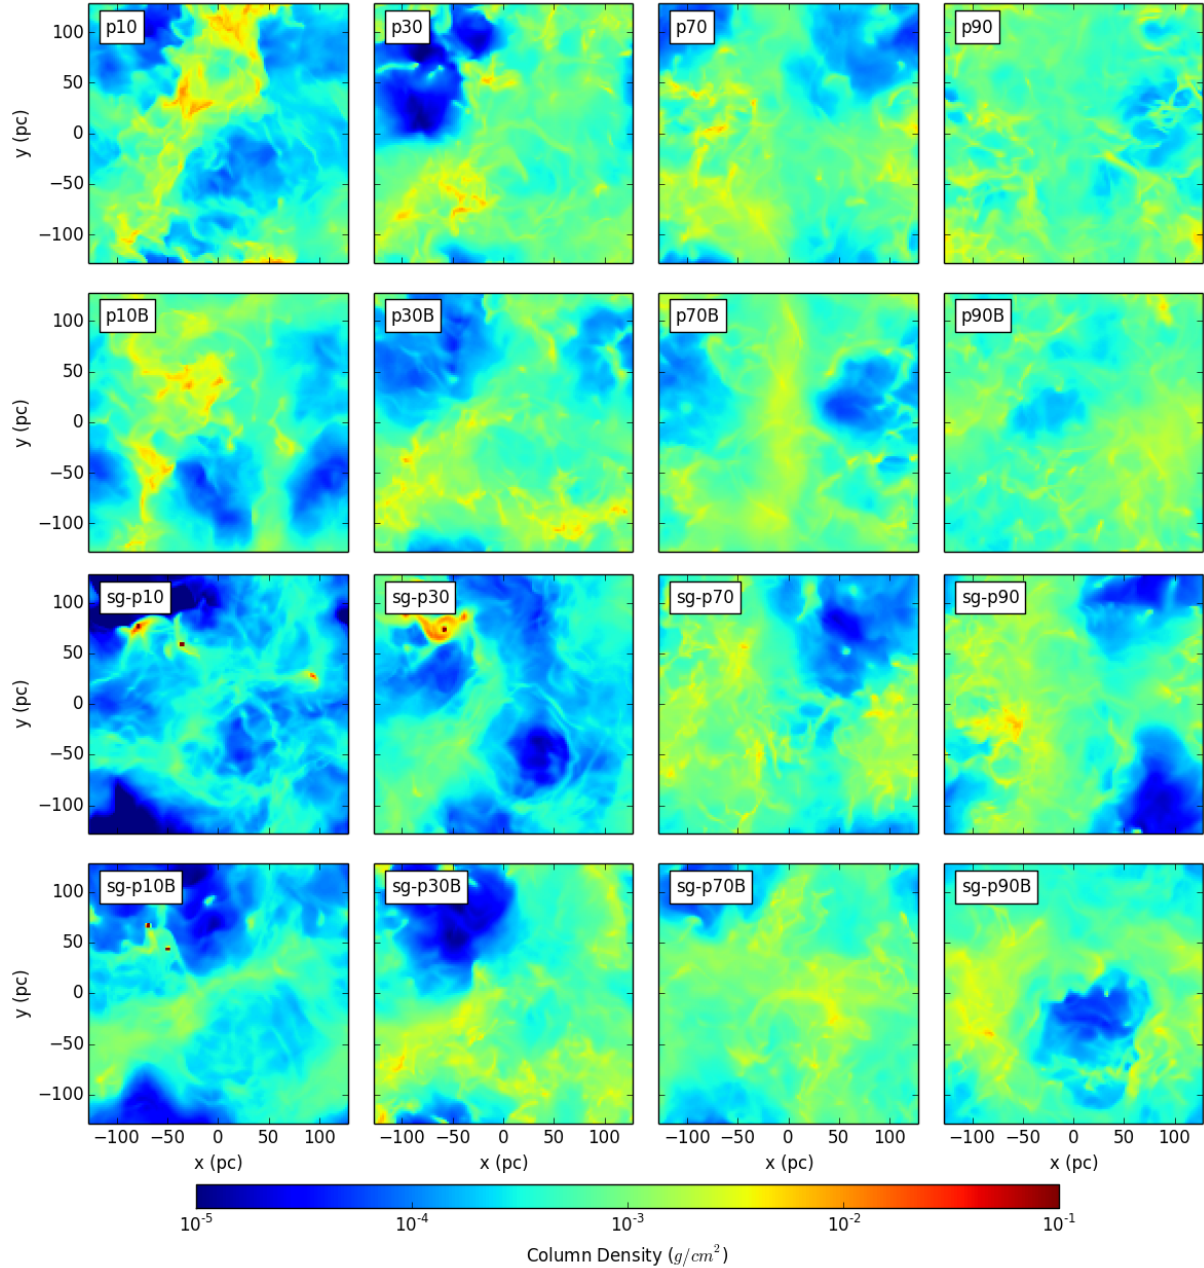 p10 p30 p70 p90
100
50
0
−50
−100
y (pc)
p10B p30B p70B p90B
100
50
0
−50
−100
y (pc)
sg-p10 sg-p30 sg-p70 sg-p90
100
50
0
−50
−100
y (pc)
sg-p10B sg-p30B sg-p70B sg-p90B
100
50
0
−50
−100
y (pc)
−100 −50 0 50 100 −100 −50 0 50 100 −100 −50 0 50 100 −100 −50 0 50 100
x (pc) x (pc) x (pc) x (pc)
10^-5 10^-4 10^-3 10^-2 10^-1
Column Density (g/cm^2)